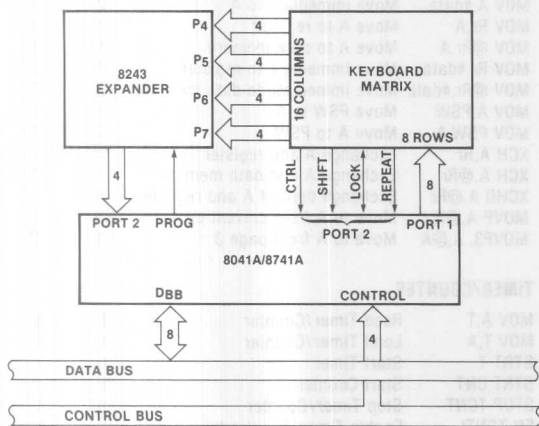 8243
EXPANDER
P4
P5
P6
P7
4
4
4
4
16 COLUMNS
KEYBOARD
MATRIX
8 ROWS
4
CTRL
SHIFT
LOCK
REPEAT
8
PORT 2
PROG
PORT 2
PORT 1
8041A/8741A
DBB
CONTROL
8
4
DATA BUS
CONTROL BUS